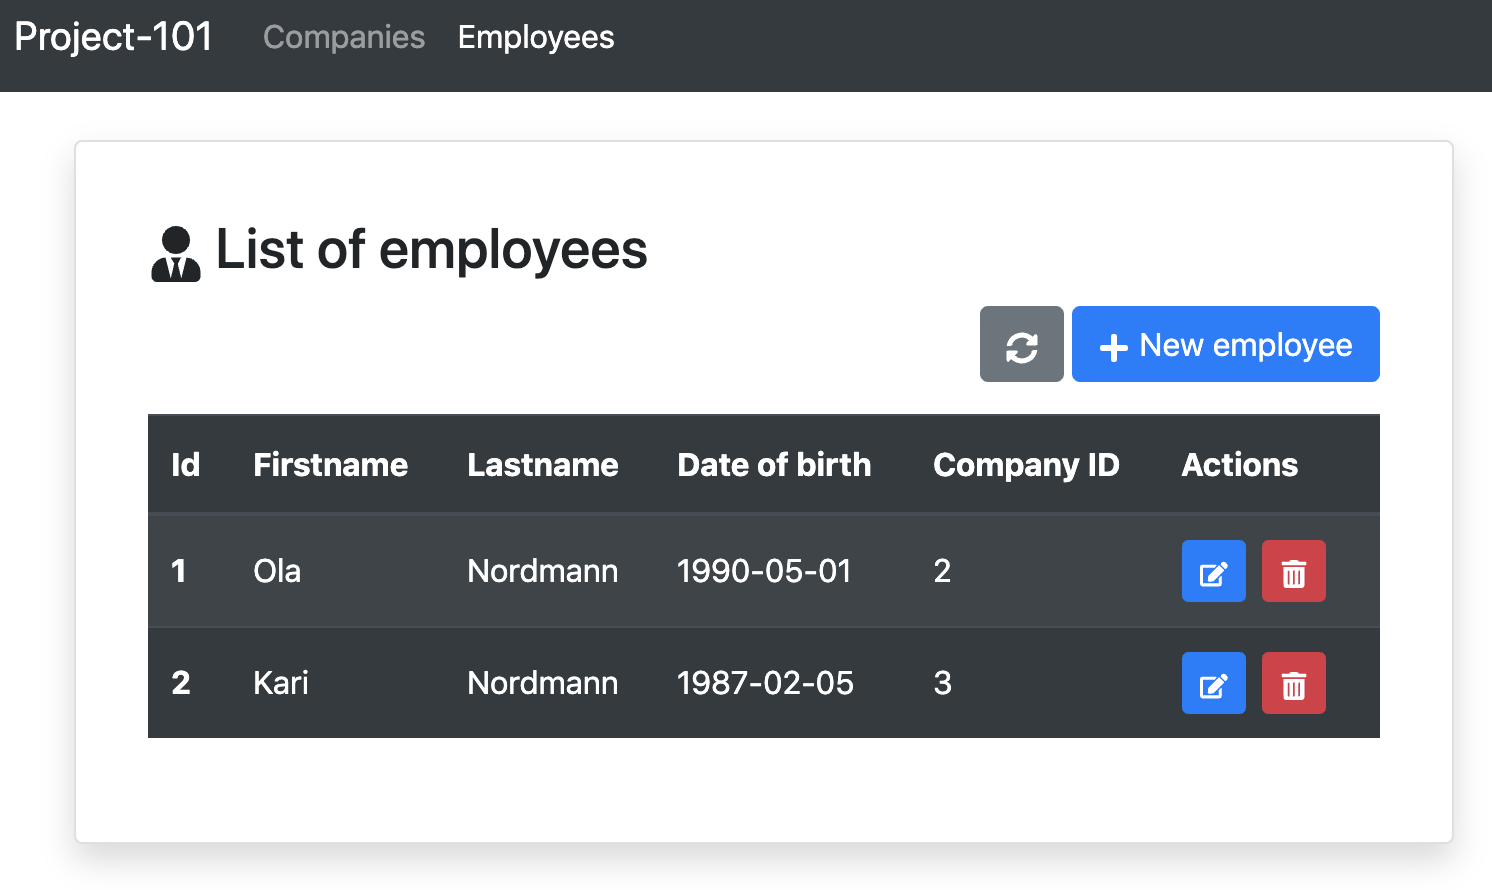 Project-101 Companies Employees
List of employees
New employee
Id Firstname Lastname Date of birth Company ID Actions
1 Ola Nordmann 1990-05-01 2
2 Kari Nordmann 1987-02-05 3